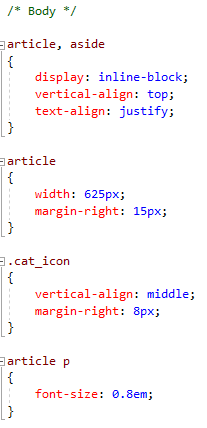 /* Body */
article, aside
{
display: inline-block;
vertical-align: top;
text-align: justify;
}
article
{
width: 625px;
margin-right: 15px;
}
.cat_icon
{
vertical-align: middle;
margin-right: 8px;
}
article p
{
font-size: 0.8em;
}